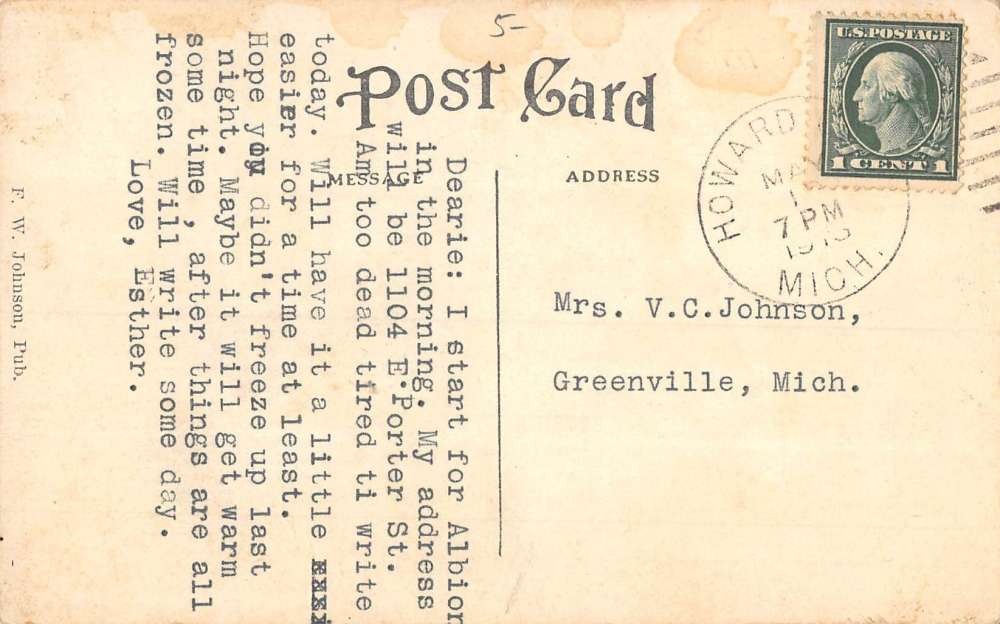 5-
Post Card
U.S. POSTAGE
1 CENT 1
HOWARD
7 PM
MICH.
MESSAGE
ADDRESS
Dearie: I start for Albion
in the morning. My address
will be 1104 E.Porter St.
Am too dead tired ti write
today. Will have it a little
easier for a time at least.
Hope you didn't freeze up last
night. Maybe it will get warm
some time, after things are all
frozen. Will write some day.
Love, Esther.
Mrs. V.C.Johnson,
Greenville, Mich.
F. W. Johnson, Pub.